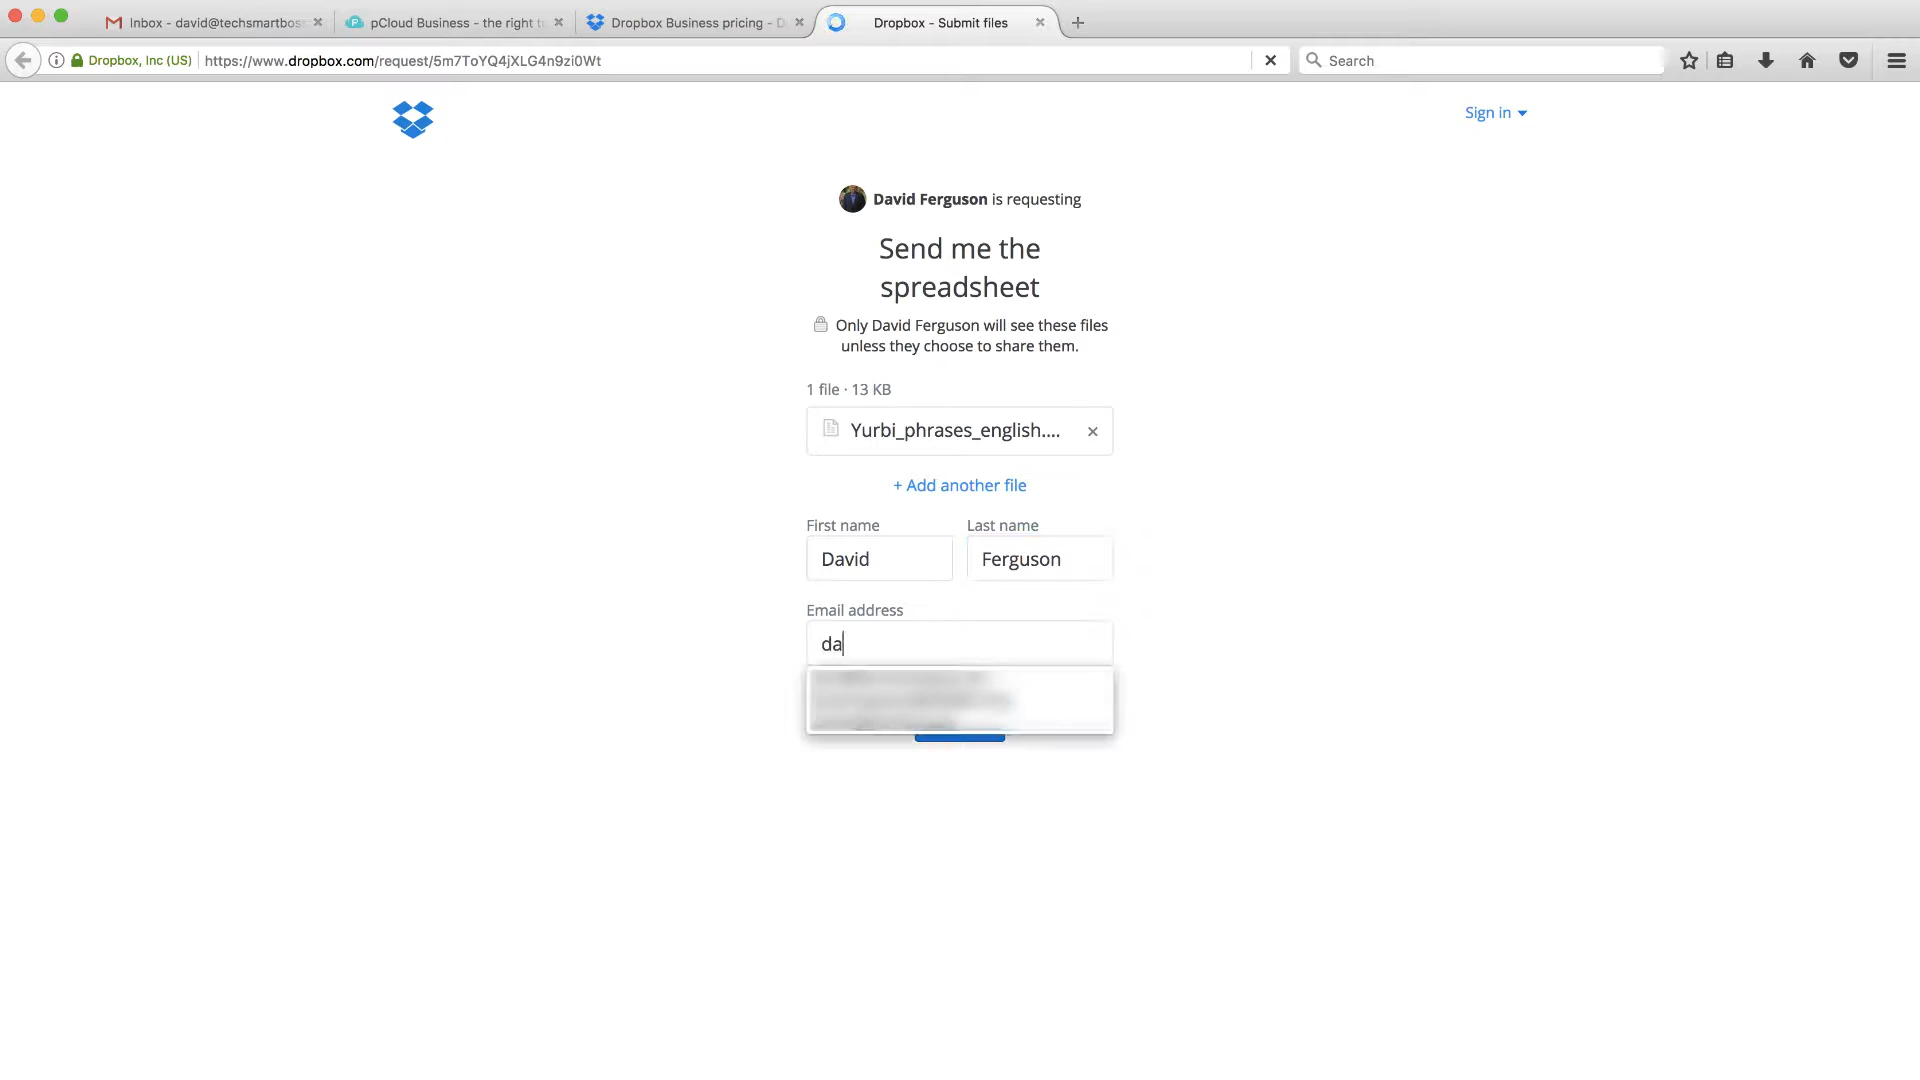 Inbox - david@techsmartbos
pCloud Business - the right t
Dropbox Business pricing - D
Dropbox - Submit files
Dropbox, Inc (US)
https://www.dropbox.com/request/5m7ToYQ4jXLG4n9zi0Wt
Search
Sign in
David Ferguson is requesting
Send me the
spreadsheet
Only David Ferguson will see these files
unless they choose to share them.
1 file · 13 KB
Yurbi_phrases_english....
+ Add another file
First name
Last name
David
Ferguson
Email address
da